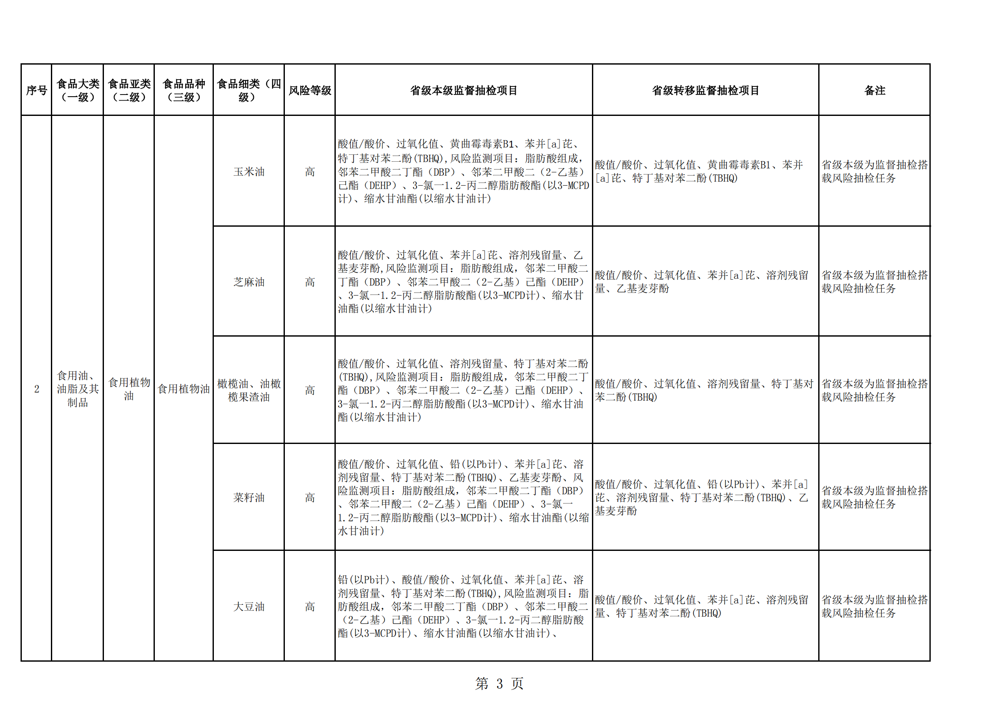 序号
食品大类
（一级）
食品亚类
（二级）
食品品种
（三级）
食品细类（四
级）
风险等级
省级本级监督抽检项目
省级转移监督抽检项目
备注
2
食用油、
油脂及其
制品
食用植物
油
食用植物油
玉米油
高
酸值/酸价、过氧化值、黄曲霉毒素B1、苯并[a]芘、
特丁基对苯二酚(TBHQ),风险监测项目：脂肪酸组成，
邻苯二甲酸二丁酯（DBP）、邻苯二甲酸二（2-乙基）
己酯（DEHP）、3-氯一1.2-丙二醇脂肪酸酯(以3-MCPD
计)、缩水甘油酯(以缩水甘油计)
酸值/酸价、过氧化值、黄曲霉毒素B1、苯并
[a]芘、特丁基对苯二酚(TBHQ)
省级本级为监督抽检搭
载风险抽检任务
芝麻油
高
酸值/酸价、过氧化值、苯并[a]芘、溶剂残留量、乙
基麦芽酚,风险监测项目：脂肪酸组成，邻苯二甲酸二
丁酯（DBP）、邻苯二甲酸二（2-乙基）己酯（DEHP）
、3-氯一1.2-丙二醇脂肪酸酯(以3-MCPD计)、缩水甘
油酯(以缩水甘油计)
酸值/酸价、过氧化值、苯并[a]芘、溶剂残留
量、乙基麦芽酚
省级本级为监督抽检搭
载风险抽检任务
橄榄油、油橄
榄果渣油
高
酸值/酸价、过氧化值、溶剂残留量、特丁基对苯二酚
(TBHQ),风险监测项目：脂肪酸组成，邻苯二甲酸二丁
酯（DBP）、邻苯二甲酸二（2-乙基）己酯（DEHP）、
3-氯一1.2-丙二醇脂肪酸酯(以3-MCPD计)、缩水甘油
酯(以缩水甘油计)
酸值/酸价、过氧化值、溶剂残留量、特丁基对
苯二酚(TBHQ)
省级本级为监督抽检搭
载风险抽检任务
菜籽油
高
酸值/酸价、过氧化值、铅(以Pb计)、苯并[a]芘、溶
剂残留量、特丁基对苯二酚(TBHQ)、乙基麦芽酚、风
险监测项目：脂肪酸组成，邻苯二甲酸二丁酯（DBP）
、邻苯二甲酸二（2-乙基）己酯（DEHP）、3-氯一
1.2-丙二醇脂肪酸酯(以3-MCPD计)、缩水甘油酯(以缩
水甘油计)
酸值/酸价、过氧化值、铅(以Pb计)、苯并[a]
芘、溶剂残留量、特丁基对苯二酚(TBHQ)、乙
基麦芽酚
省级本级为监督抽检搭
载风险抽检任务
大豆油
高
铅(以Pb计)、酸值/酸价、过氧化值、苯并[a]芘、溶
剂残留量、特丁基对苯二酚(TBHQ),风险监测项目：脂
肪酸组成，邻苯二甲酸二丁酯（DBP）、邻苯二甲酸二
（2-乙基）己酯（DEHP）、3-氯一1.2-丙二醇脂肪酸
酯(以3-MCPD计)、缩水甘油酯(以缩水甘油计)、
酸值/酸价、过氧化值、苯并[a]芘、溶剂残留
量、特丁基对苯二酚(TBHQ)
省级本级为监督抽检搭
载风险抽检任务
第 3 页